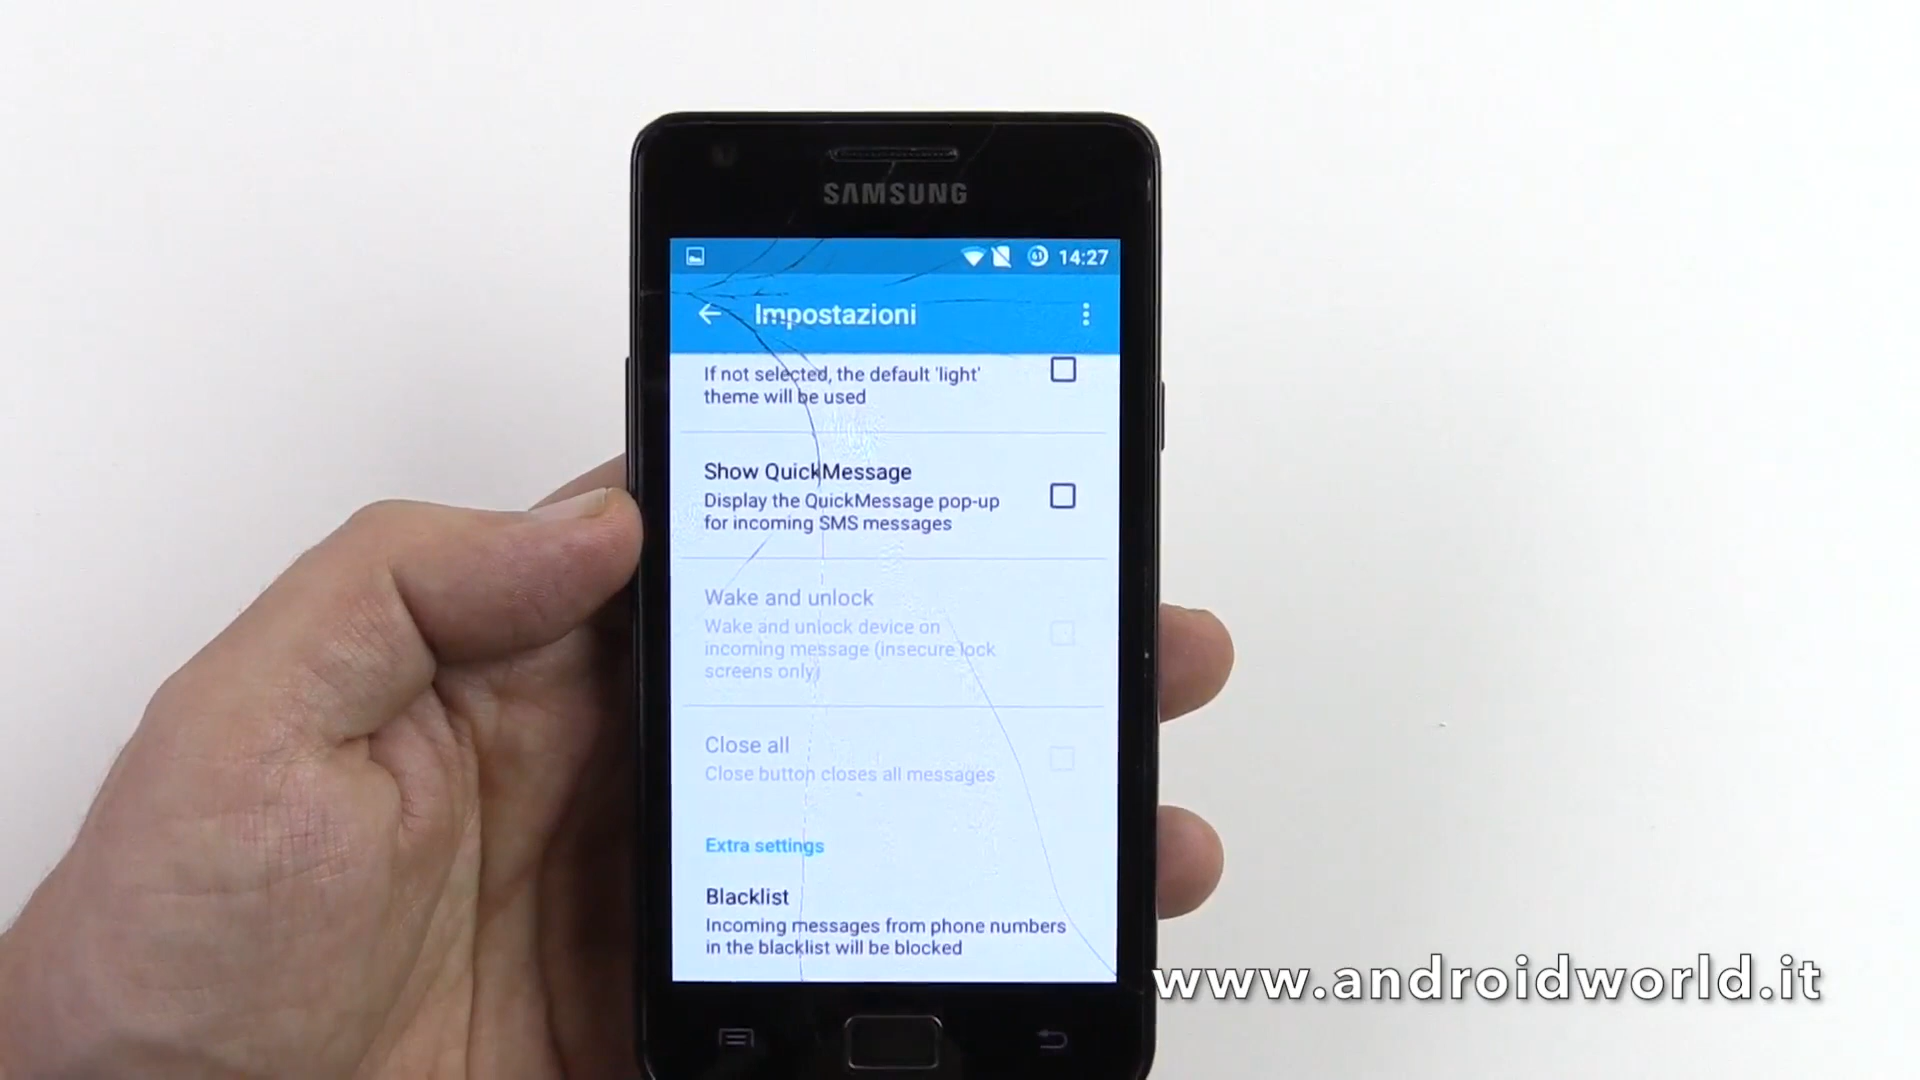 SAMSUNG
61 14:27
Impostazioni
If not selected, the default 'light'
theme will be used
Show QuickMessage
Display the QuickMessage pop-up
for incoming SMS messages
Wake and unlock
Wake and unlock device on
incoming message (insecure lock
screens only)
Close all
Close button closes all messages
Extra settings
Blacklist
Incoming messages from phone numbers
in the blacklist will be blocked
www.androidworld.it